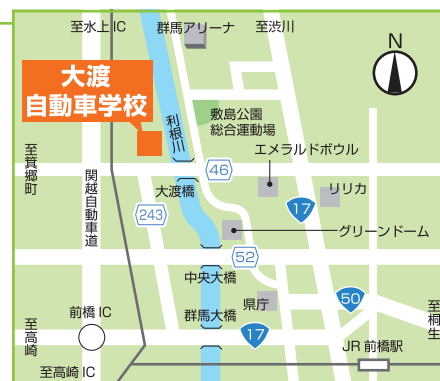 至水上IC
群馬アリーナ
至渋川
N
大渡
自動車学校
利根川
敷島公園
総合運動場
エメラルドボウル
至箕郷町
関越自動車道
46
大渡橋
リリカ
243
17
グリーンドーム
52
中央大橋
県庁
50
前橋IC
群馬大橋
17
至桐生
至高崎
JR前橋駅
至高崎IC